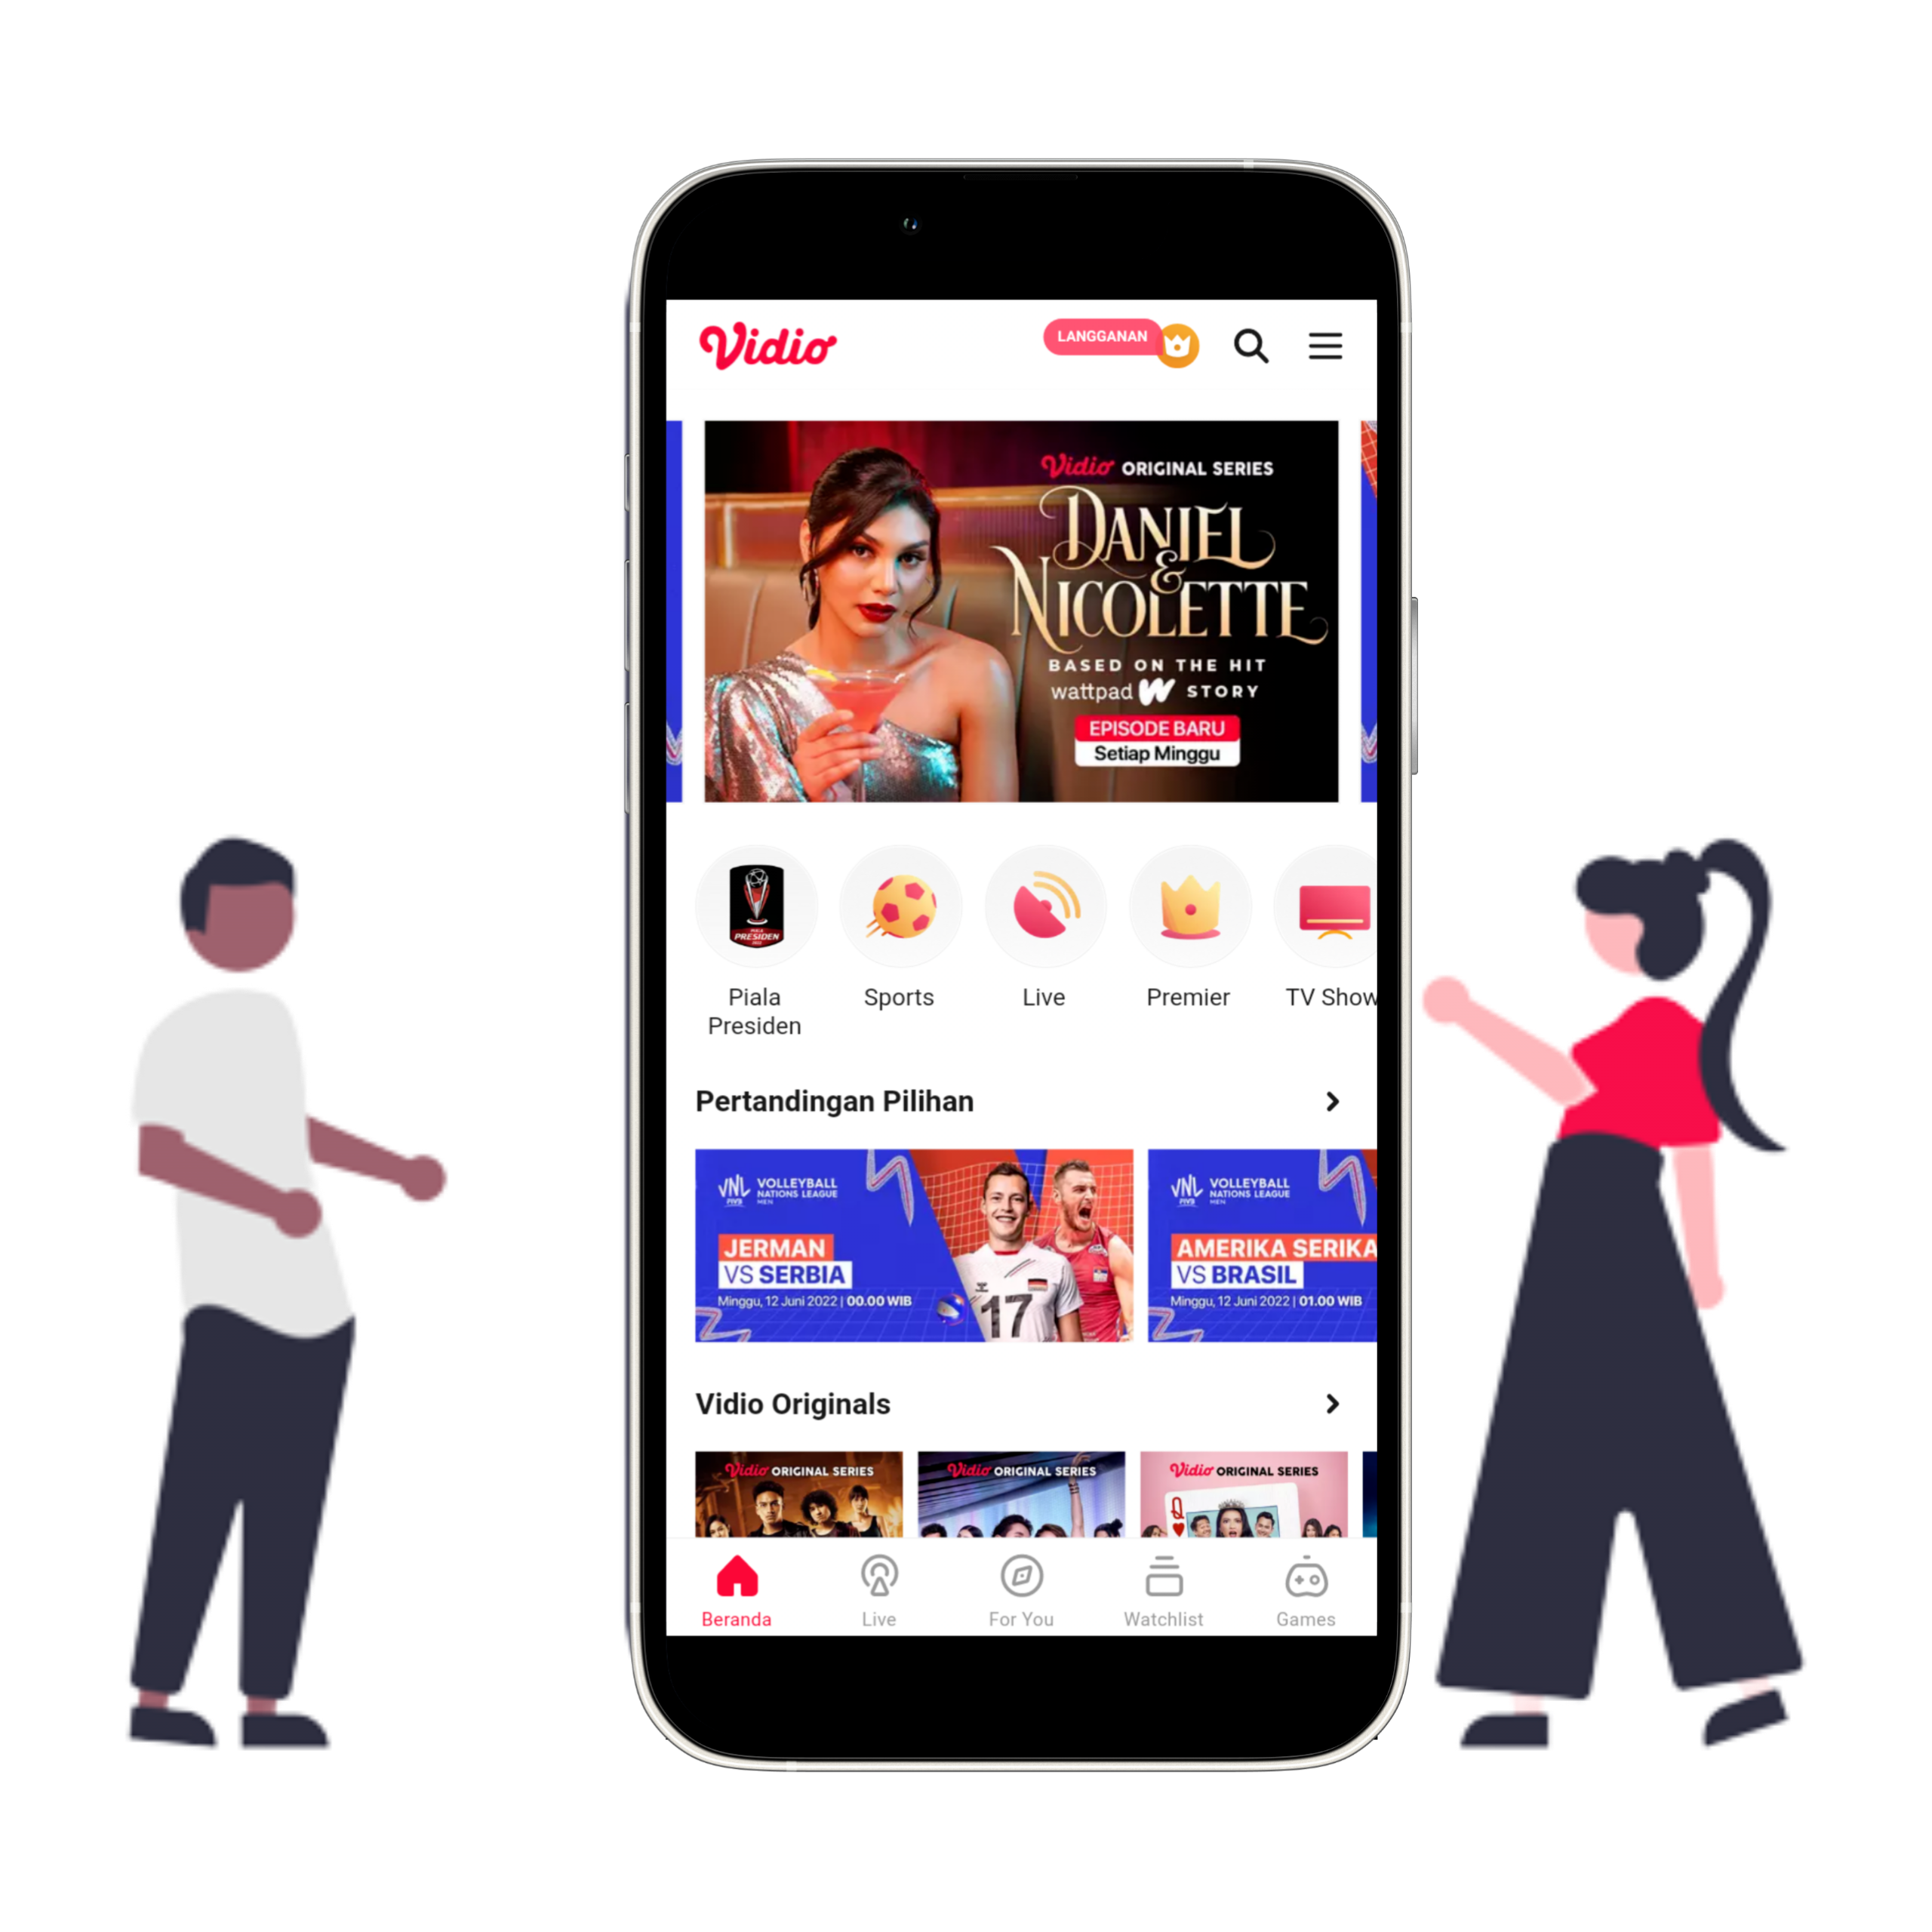 Vidio
LANGGANAN
Vidio ORIGINAL SERIES
DANIEL
&
NICOLETTE
BASED ON THE HIT
wattpad W STORY
EPISODE BARU
Setiap Minggu
PIALA
PRESIDEN
2022
Piala
Presiden
Sports
Live
Premier
TV Show
Pertandingan Pilihan
VNL
FIVB
VOLLEYBALL
NATIONS LEAGUE
MEN
JERMAN
VS SERBIA
Minggu, 12 Juni 2022 | 00.00 WIB
17
VNL
FIVB
VOLLEYBALL
NATIONS LEAGUE
MEN
AMERIKA SERIKA
VS BRASIL
Minggu, 12 Juni 2022 | 01.00 WIB
Vidio Originals
Vidio ORIGINAL SERIES
Vidio ORIGINAL SERIES
Vidio ORIGINAL SERIES
Q
Beranda
Live
For You
Watchlist
Games